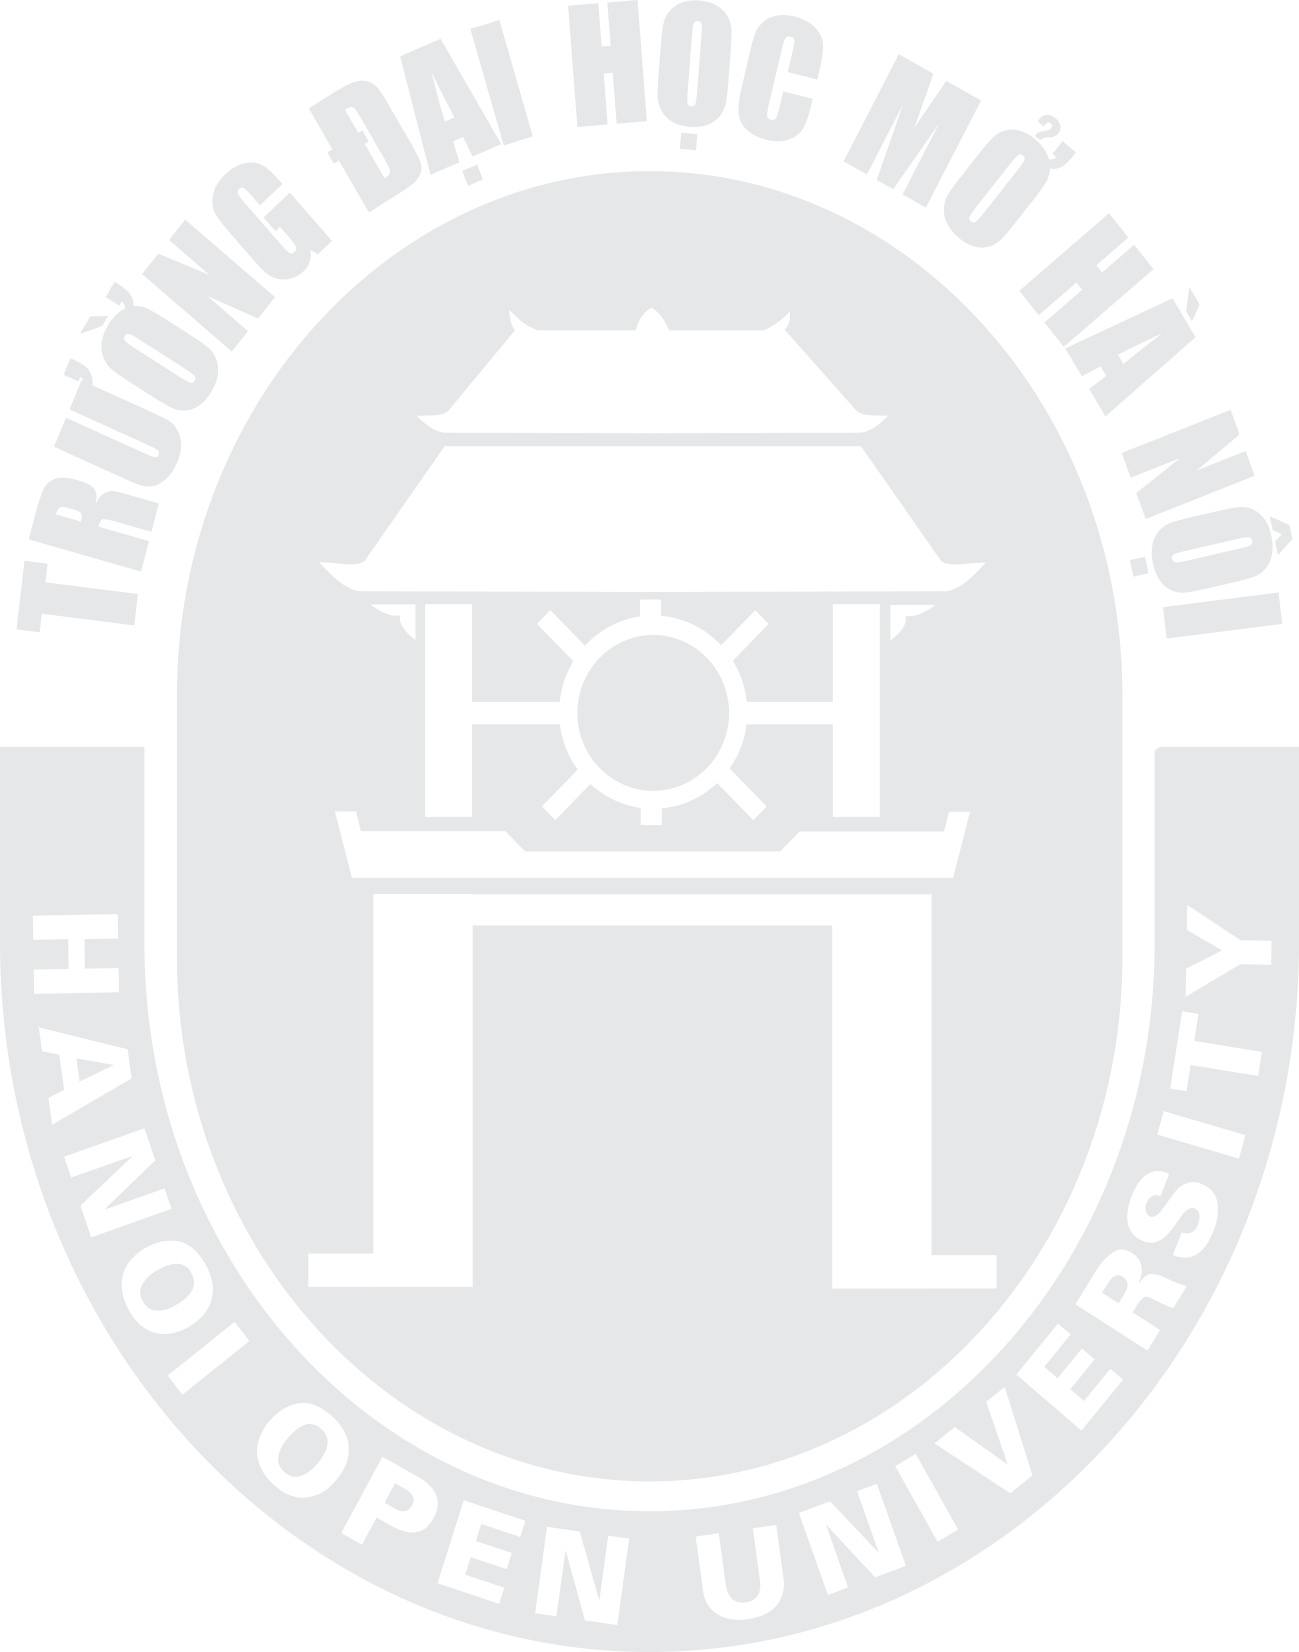 TRƯỜNG ĐẠI HỌC MỞ HÀ NỘI
HANOI OPEN UNIVERSITY